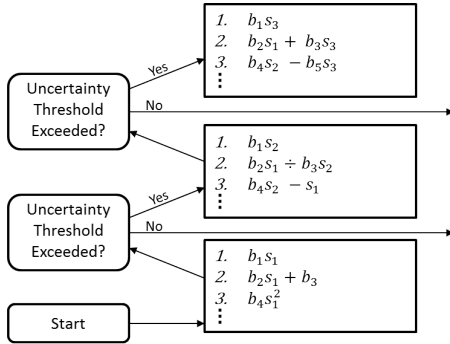 1. b₁s₃
2. b₂s₁ + b₃s₃
3. b₄s₂ − b₅s₃
⋮
Yes
Uncertainty
Threshold
Exceeded?
No
1. b₁s₂
2. b₂s₁ ÷ b₃s₂
3. b₄s₂ − s₁
⋮
Yes
Uncertainty
Threshold
Exceeded?
No
1. b₁s₁
2. b₂s₁ + b₃
3. b₄s₁²
⋮
Start